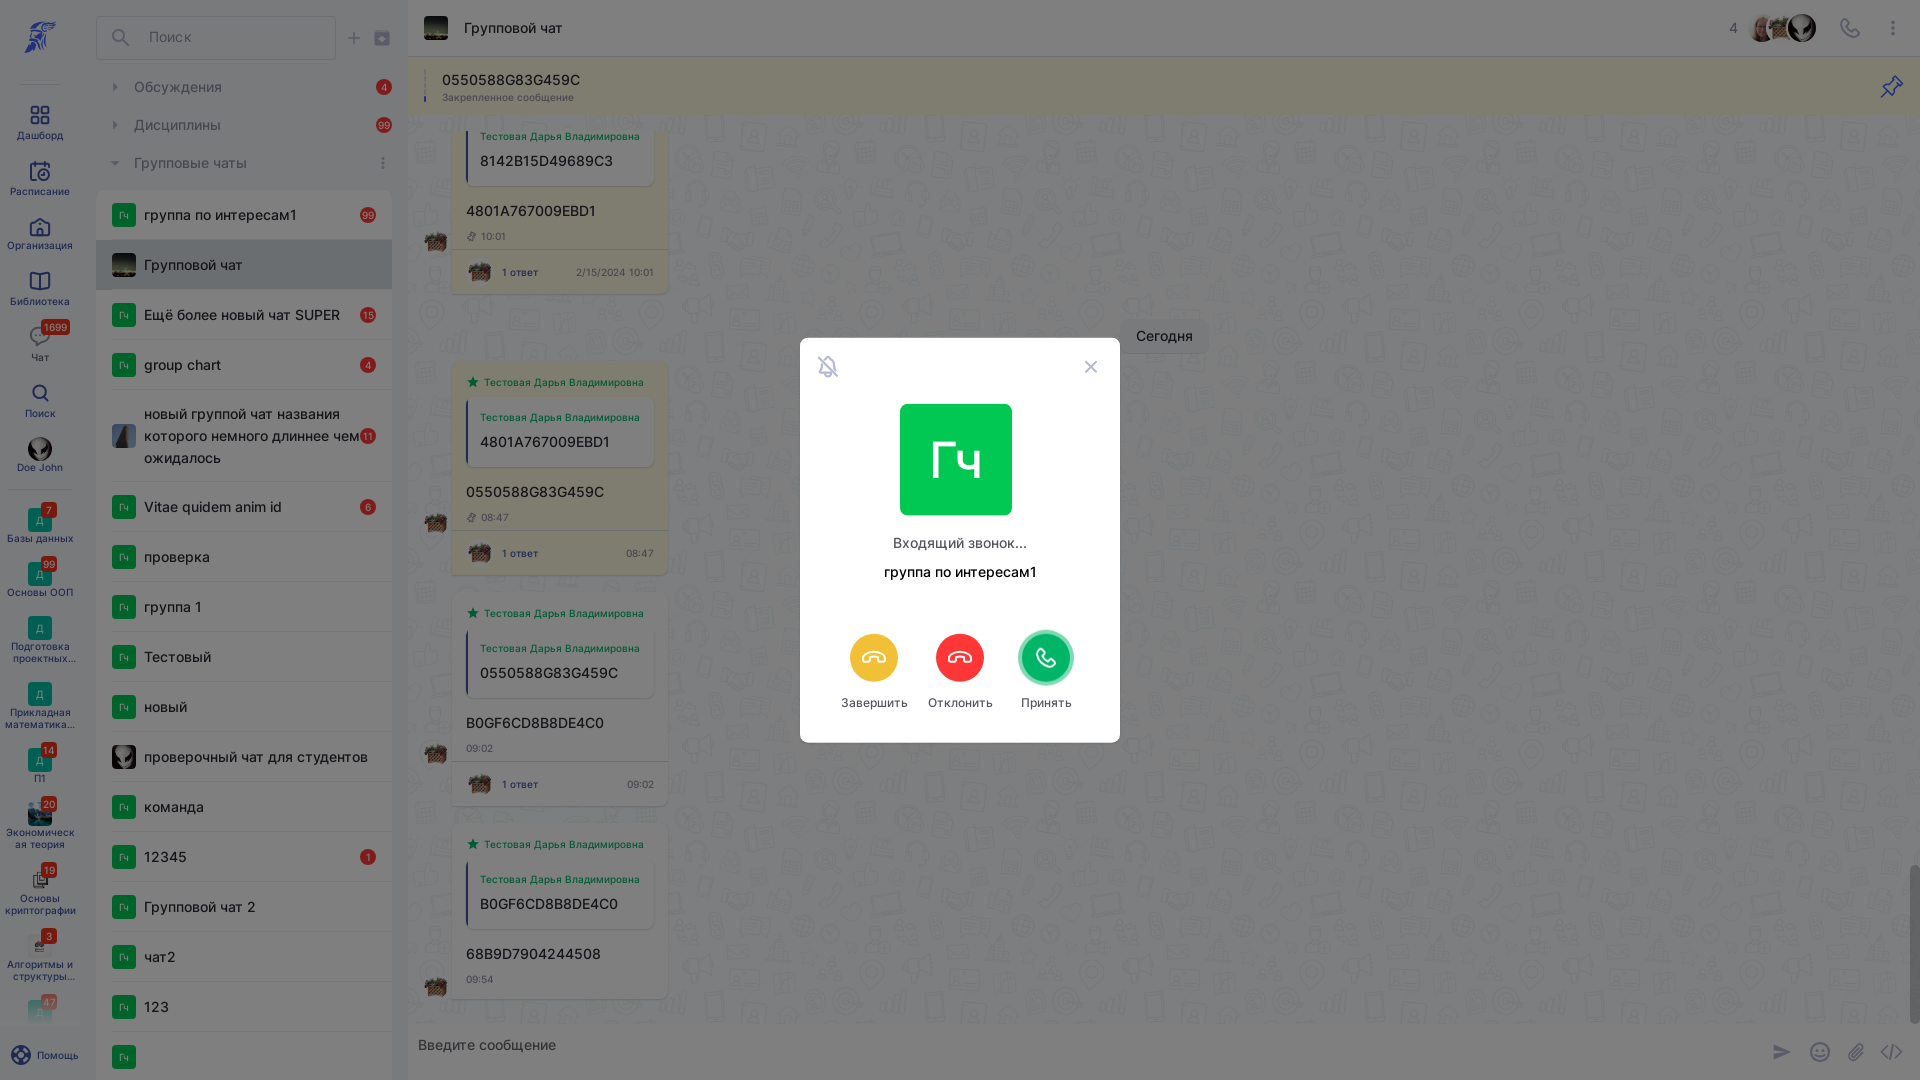 Дашборд
Расписание
Организация
Библиотека
1699
Чат
Поиск
Doe John
7
Д
Базы данных
99
Д
Основы ООП
Д
Подготовка
проектных...
Д
Прикладная
математика...
14
Д
П1
20
Экономическ
ая теория
19
Основы
криптографии
3
Алгоритмы и
структуры...
47
Д
Помощь
Поиск
Обсуждения
4
Дисциплины
99
Групповые чаты
Гч
группа по интересам1
99
Групповой чат
Гч
Ещё более новый чат SUPER
15
Гч
group chart
4
новый группой чат названия
которого немного длиннее чем
ожидалось
11
Гч
Vitae quidem anim id
6
Гч
проверка
Гч
группа 1
Гч
Тестовый
Гч
новый
проверочный чат для студентов
Гч
команда
Гч
12345
1
Гч
Групповой чат 2
Гч
чат2
Гч
123
Гч
Групповой чат
4
0550588G83G459C
Закрепленное сообщение
Тестовая Дарья Владимировна
8142B15D49689C3
4801A767009EBD1
10:01
1 ответ
2/15/2024 10:01
Сегодня
Тестовая Дарья Владимировна
Тестовая Дарья Владимировна
4801A767009EBD1
0550588G83G459C
08:47
1 ответ
08:47
Тестовая Дарья Владимировна
Тестовая Дарья Владимировна
0550588G83G459C
B0GF6CD8B8DE4C0
09:02
1 ответ
09:02
Тестовая Дарья Владимировна
Тестовая Дарья Владимировна
B0GF6CD8B8DE4C0
68B9D7904244508
09:54
Введите сообщение
Гч
Входящий звонок...
группа по интересам1
Завершить
Отклонить
Принять